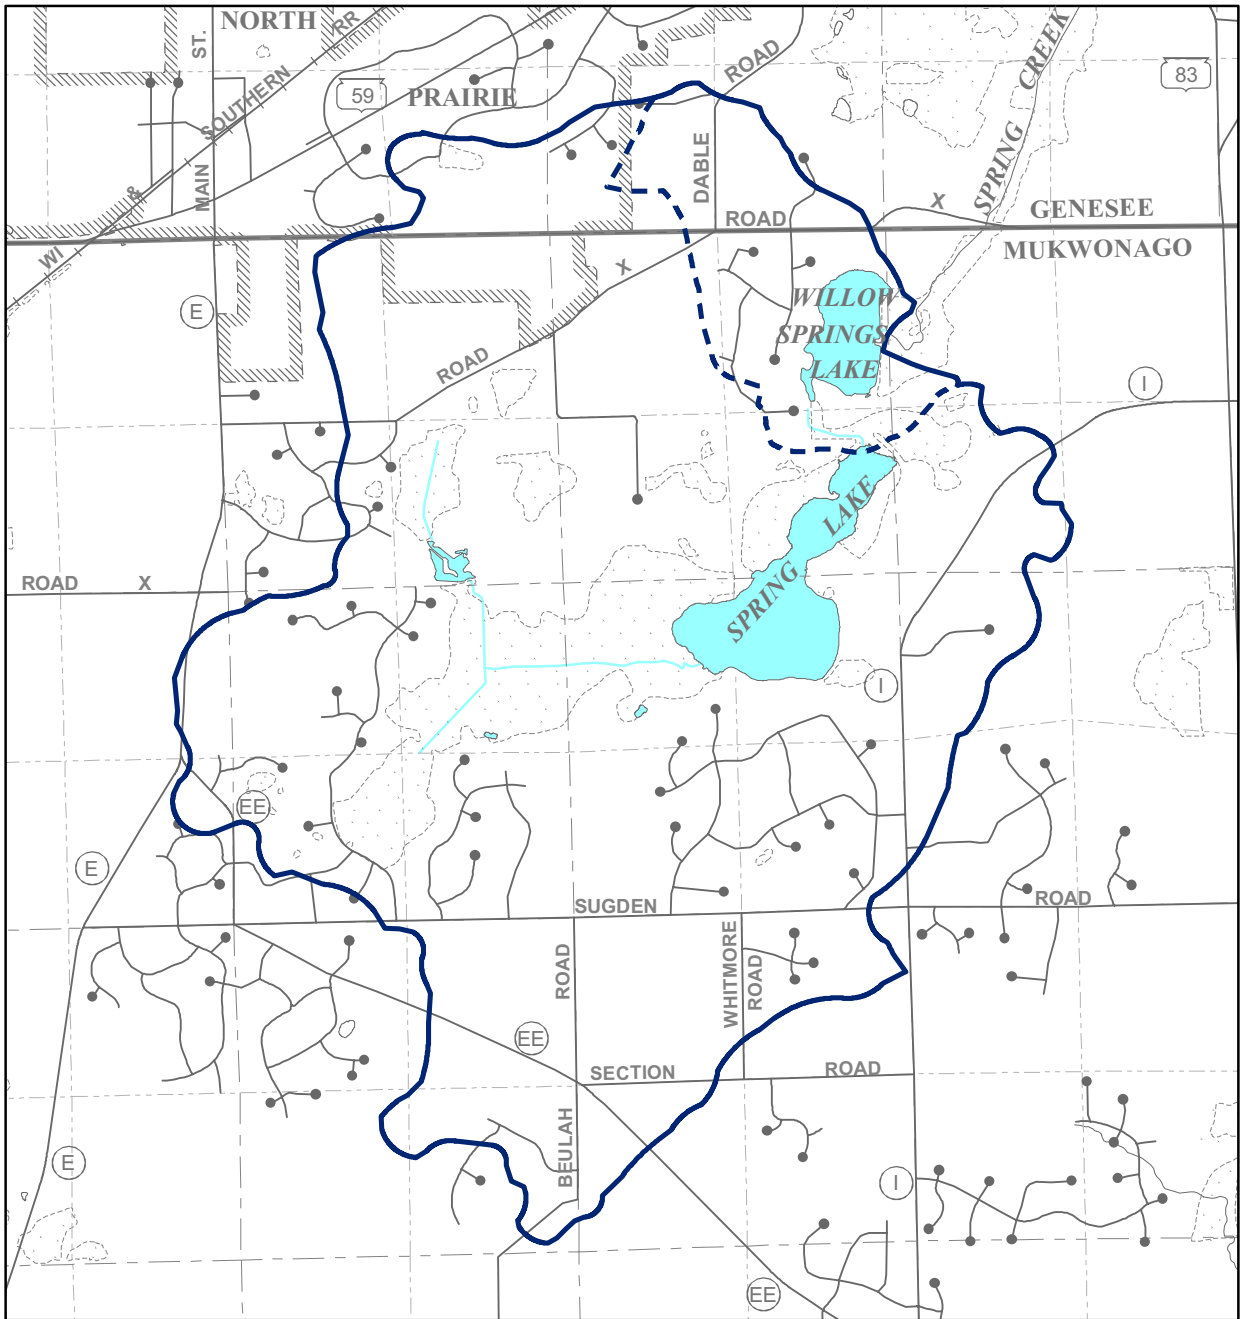 NORTH
ST.
SOUTHERN
RR
59
PRAIRIE
ROAD
CREEK
83
MAIN
&
DABLE
SPRING
X
GENESEE
ROAD
WI
X
MUKWONAGO
E
WILLOW
SPRINGS
LAKE
ROAD
I
LAKE
ROAD X
SPRING
I
EE
E
SUGDEN
ROAD
ROAD
WHITMORE
ROAD
EE
SECTION
ROAD
BEULAH
E
I
EE